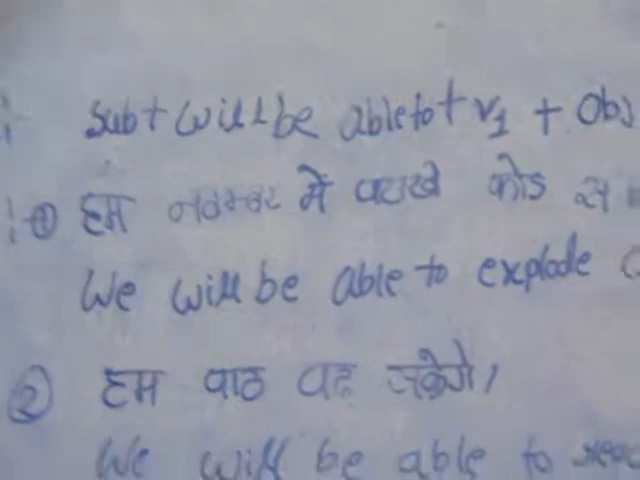 Sub + will be able to + V1 + Obj
① हम नवम्बर में पटाखे फोड़ स
We will be able to explode
② हम पाठ पढ़ सकेंगे।
We will be able to